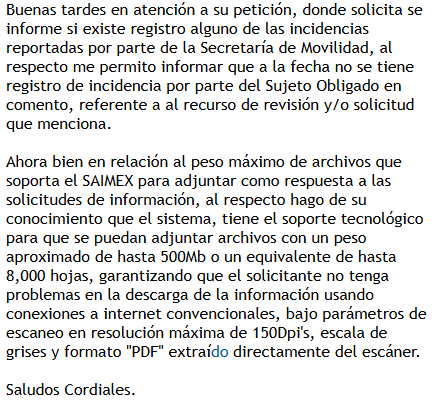 Buenas tardes en atención a su petición, donde solicita se
informe si existe registro alguno de las incidencias
reportadas por parte de la Secretaría de Movilidad, al
respecto me permito informar que a la fecha no se tiene
registro de incidencia por parte del Sujeto Obligado en
comento, referente a al recurso de revisión y/o solicitud
que menciona.

Ahora bien en relación al peso máximo de archivos que
soporta el SAIMEX para adjuntar como respuesta a las
solicitudes de información, al respecto hago de su
conocimiento que el sistema, tiene el soporte tecnológico
para que se puedan adjuntar archivos con un peso
aproximado de hasta 500Mb o un equivalente de hasta
8,000 hojas, garantizando que el solicitante no tenga
problemas en la descarga de la información usando
conexiones a internet convencionales, bajo parámetros de
escaneo en resolución máxima de 150Dpi's, escala de
grises y formato "PDF" extraído directamente del escáner.

Saludos Cordiales.